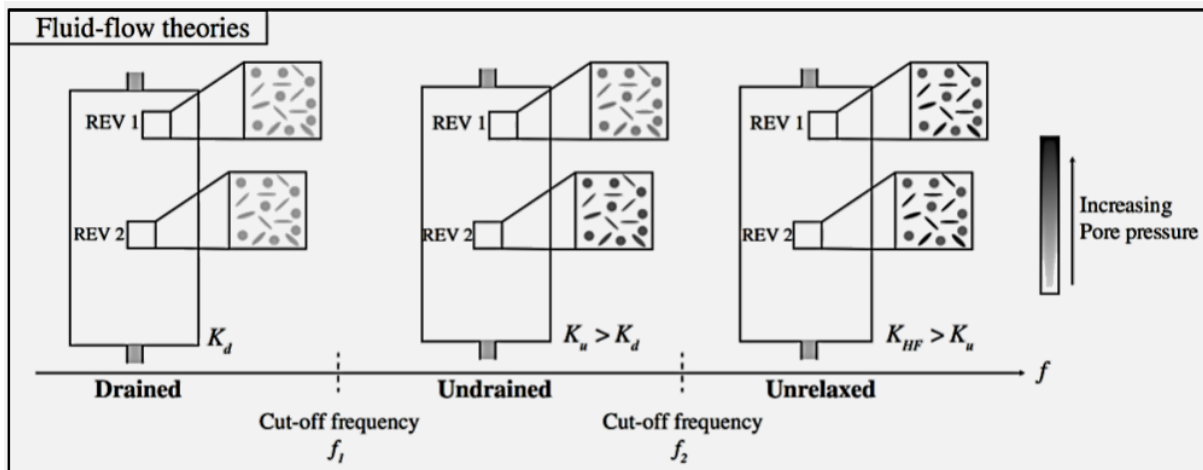 Fluid-flow theories
REV 1
REV 2
K_d
REV 1
REV 2
K_u > K_d
REV 1
REV 2
K_HF > K_u
Increasing
Pore pressure
f
Drained
Undrained
Unrelaxed
Cut-off frequency
f_1
Cut-off frequency
f_2